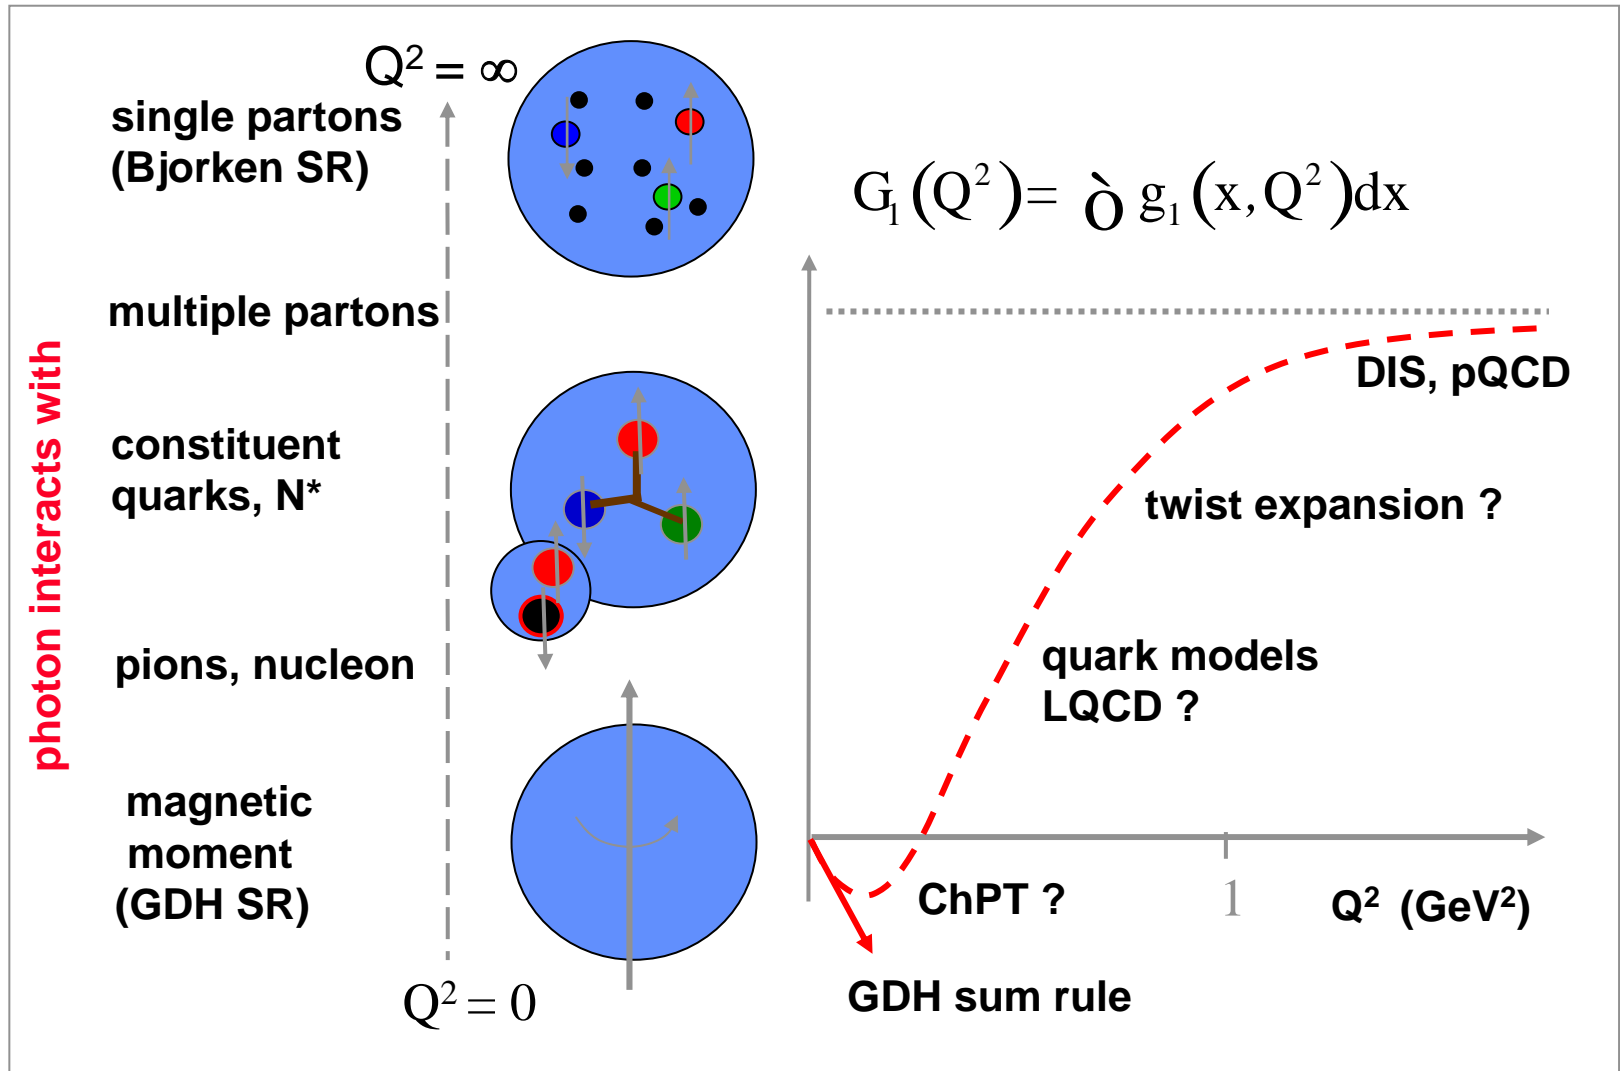 Q² = ∞
single partons
(Bjorken SR)
G₁(Q²) = ò g₁(x,Q²)dx
multiple partons
DIS, pQCD
photon interacts with
constituent
quarks, N*
twist expansion ?
pions, nucleon
quark models
LQCD ?
magnetic
moment
(GDH SR)
ChPT ?
1
Q² (GeV²)
Q² = 0
GDH sum rule